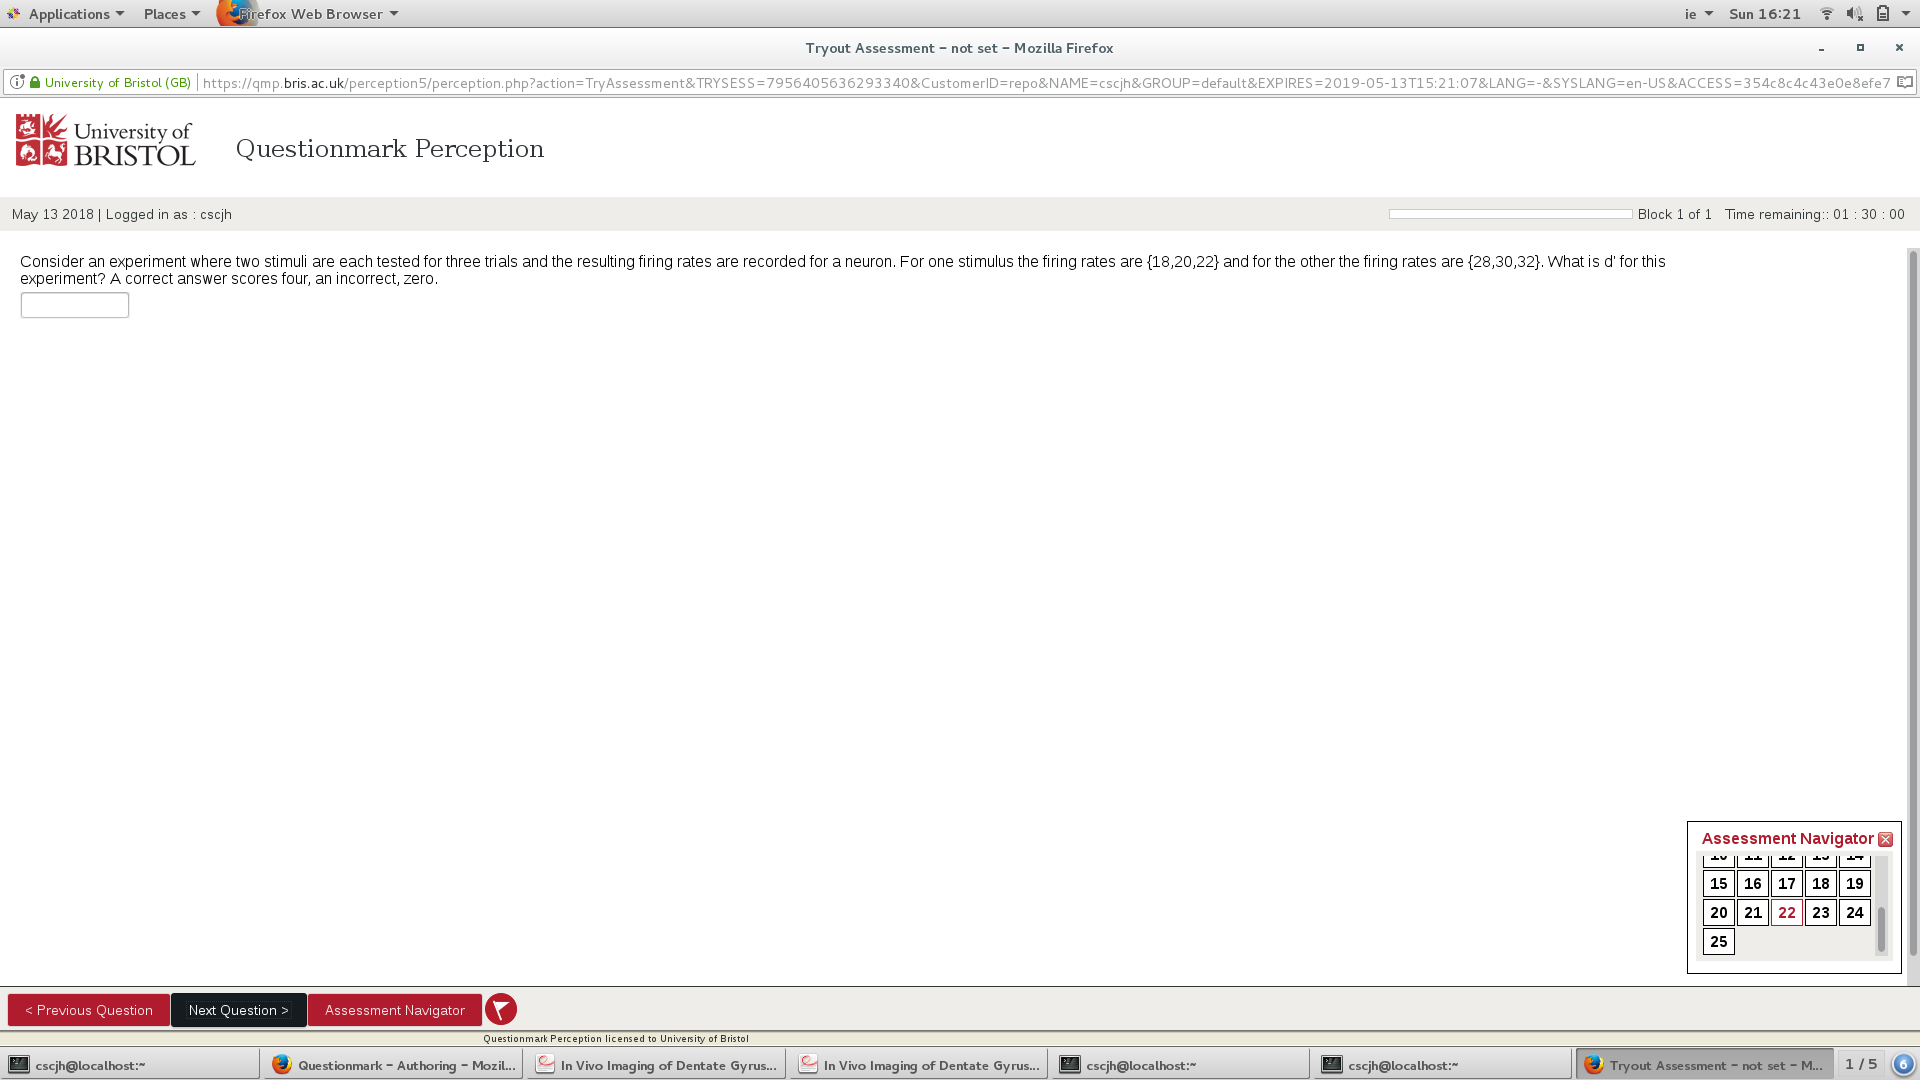 Applications Places Firefox Web Browser ie Sun 16:21
Tryout Assessment – not set – Mozilla Firefox
University of Bristol (GB) https://qmp.bris.ac.uk/perception5/perception.php?action=TryAssessment&TRYSESS=7956405636293340&CustomerID=repo&NAME=cscjh&GROUP=default&EXPIRES=2019-05-13T15:21:07&LANG=-&SYSLANG=en-US&ACCESS=354c8c4c43e0e8efe7
University of
BRISTOL
Questionmark Perception
May 13 2018 | Logged in as : cscjh Block 1 of 1 Time remaining:: 01 : 30 : 00
Consider an experiment where two stimuli are each tested for three trials and the resulting firing rates are recorded for a neuron. For one stimulus the firing rates are {18,20,22} and for the other the firing rates are {28,30,32}. What is d' for this
experiment? A correct answer scores four, an incorrect, zero.
Assessment Navigator
10 11 12 13 14
15 16 17 18 19
20 21 22 23 24
25
< Previous Question Next Question > Assessment Navigator
Questionmark Perception licensed to University of Bristol
cscjh@localhost:~ Questionmark – Authoring – Mozil... In Vivo Imaging of Dentate Gyrus... In Vivo Imaging of Dentate Gyrus... cscjh@localhost:~ cscjh@localhost:~ Tryout Assessment – not set – M... 1 / 5 6